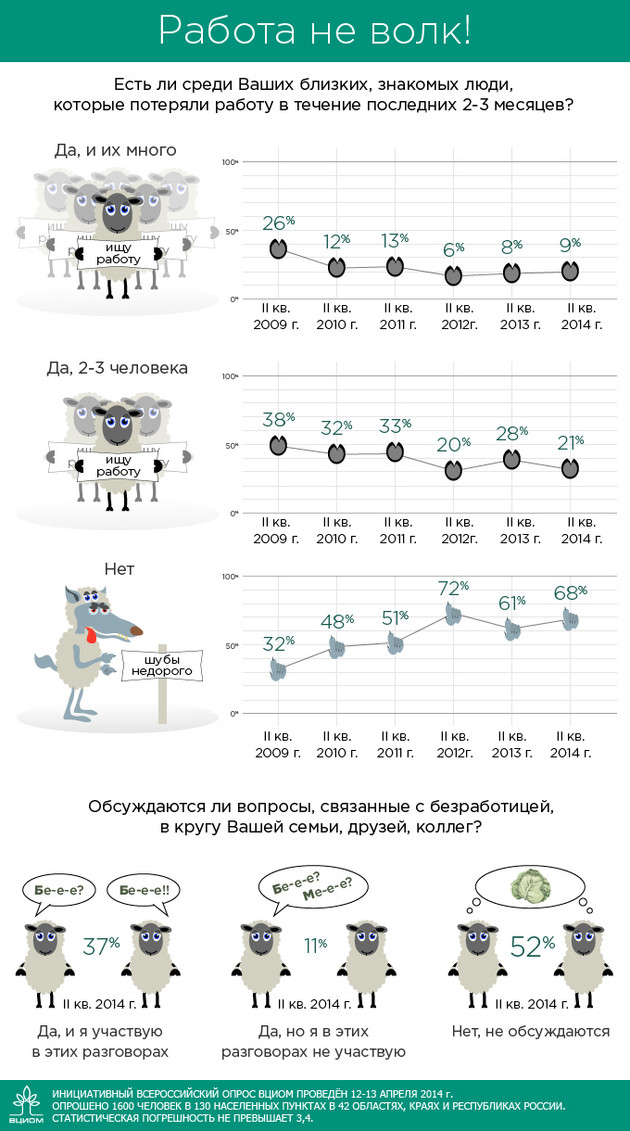 Работа не волк!
Есть ли среди Ваших близких, знакомых люди,
которые потеряли работу в течение последних 2-3 месяцев?
Да, и их много
ищу
работу
100%
50%
0%
26%
12%
13%
6%
8%
9%
II кв. II кв. II кв. II кв. II кв. II кв.
2009 г. 2010 г. 2011 г. 2012г. 2013 г. 2014 г.
Да, 2-3 человека
ищу
работу
100%
50%
0%
38%
32%
33%
20%
28%
21%
II кв. II кв. II кв. II кв. II кв. II кв.
2009 г. 2010 г. 2011 г. 2012г. 2013 г. 2014 г.
Нет
шубы
недорого
100%
50%
0%
32%
48%
51%
72%
61%
68%
II кв. II кв. II кв. II кв. II кв. II кв.
2009 г. 2010 г. 2011 г. 2012г. 2013 г. 2014 г.
Обсуждаются ли вопросы, связанные с безработицей,
в кругу Вашей семьи, друзей, коллег?
Бе-е-е?
Бе-е-е!!
37%
II кв. 2014 г.
Да, и я участвую
в этих разговорах
Бе-е-е?
Ме-е-е?
11%
II кв. 2014 г.
Да, но я в этих
разговорах не участвую
52%
II кв. 2014 г.
Нет, не обсуждаются
ВЦИОМ
ИНИЦИАТИВНЫЙ ВСЕРОССИЙСКИЙ ОПРОС ВЦИОМ ПРОВЕДЁН 12-13 АПРЕЛЯ 2014 г.
ОПРОШЕНО 1600 ЧЕЛОВЕК В 130 НАСЕЛЕННЫХ ПУНКТАХ В 42 ОБЛАСТЯХ, КРАЯХ И РЕСПУБЛИКАХ РОССИИ.
СТАТИСТИЧЕСКАЯ ПОГРЕШНОСТЬ НЕ ПРЕВЫШАЕТ 3,4.